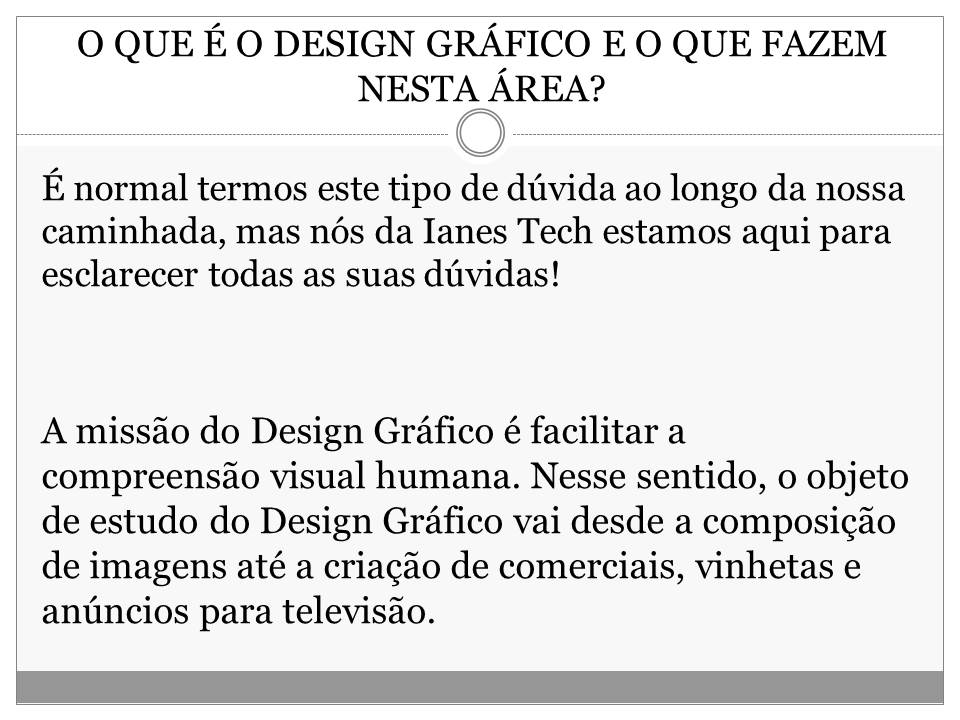 O QUE É O DESIGN GRÁFICO E O QUE FAZEM
NESTA ÁREA?
É normal termos este tipo de dúvida ao longo da nossa
caminhada, mas nós da Ianes Tech estamos aqui para
esclarecer todas as suas dúvidas!
A missão do Design Gráfico é facilitar a
compreensão visual humana. Nesse sentido, o objeto
de estudo do Design Gráfico vai desde a composição
de imagens até a criação de comerciais, vinhetas e
anúncios para televisão.